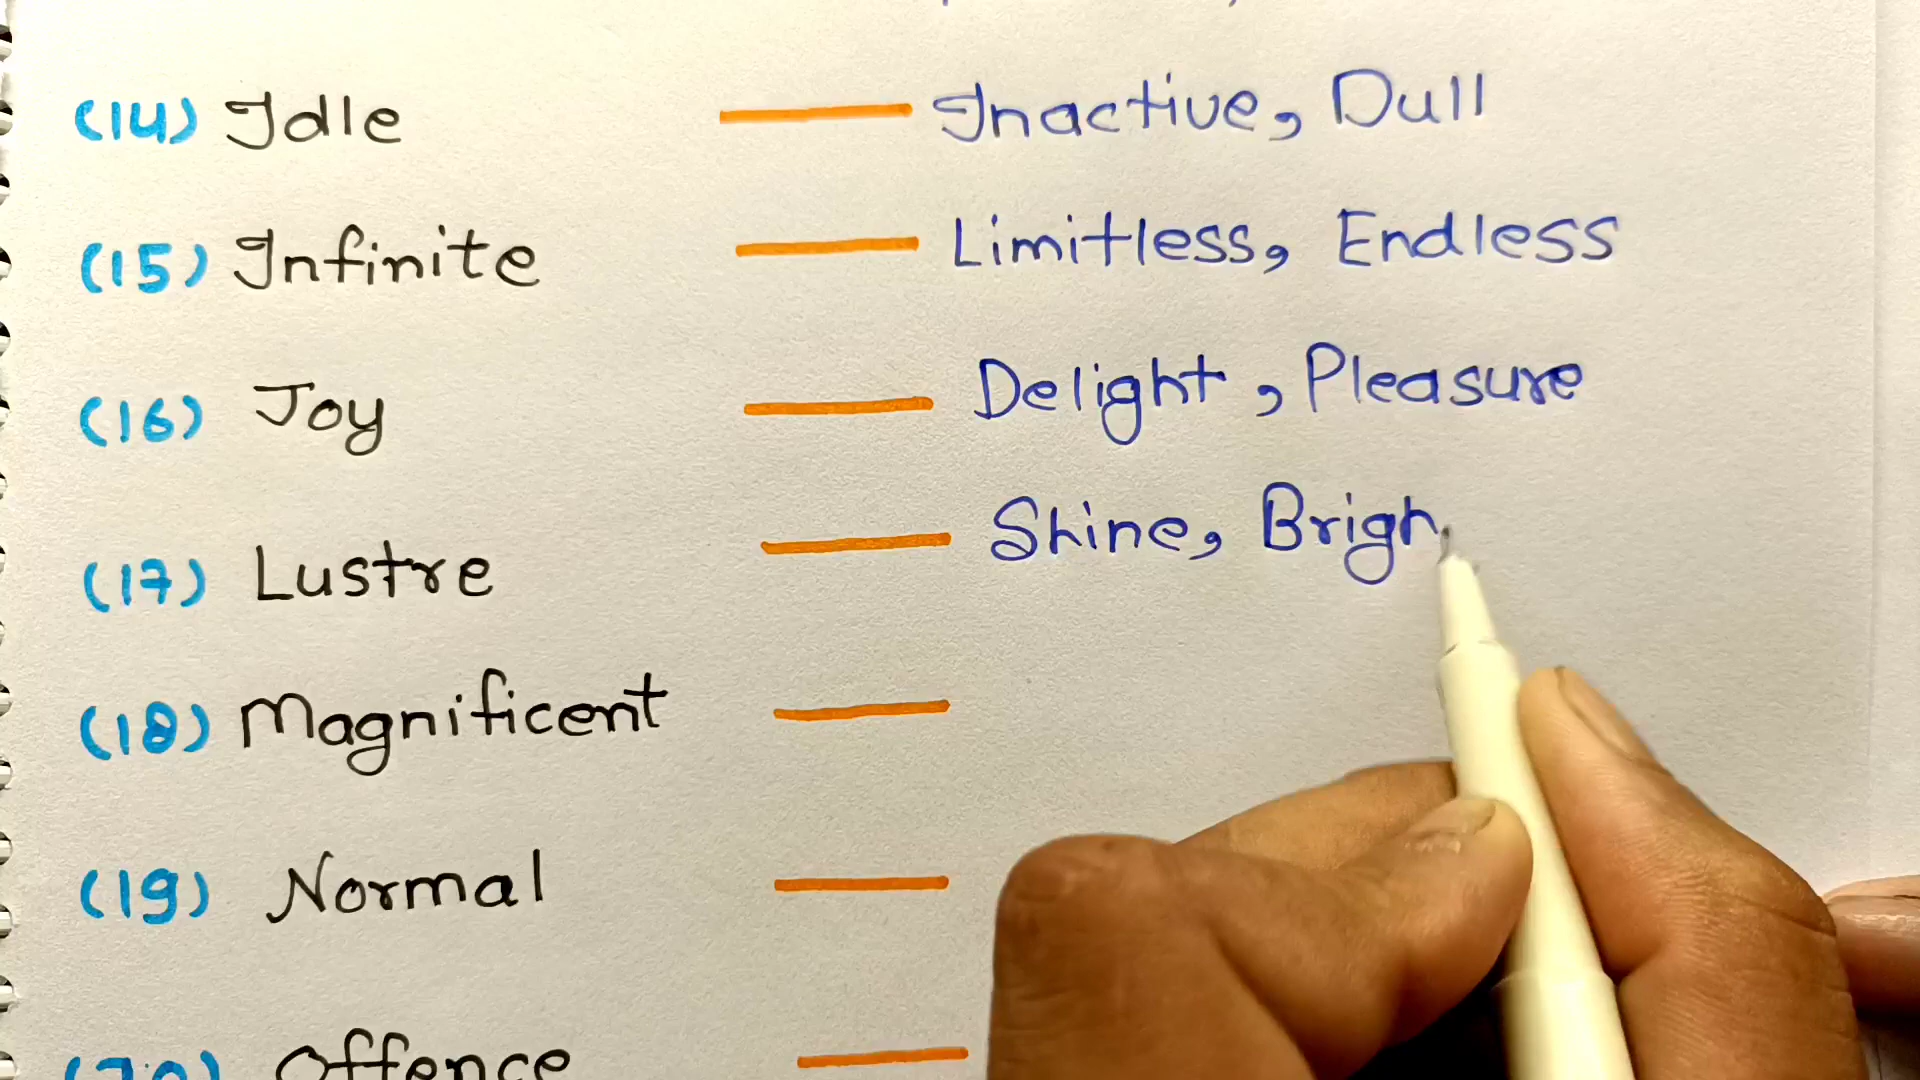 (14) Idle — Inactive, Dull
(15) Infinite — Limitless, Endless
(16) Joy — Delight, Pleasure
(17) Lustre — Shine, Brigh
(18) Magnificent —
(19) Normal —
(20) Offence —